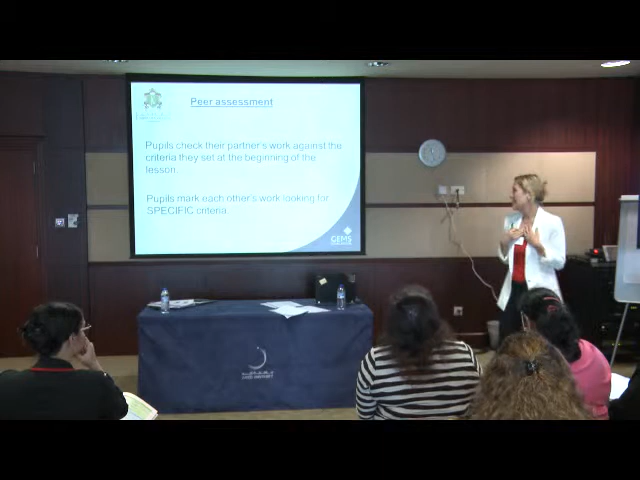 Peer assessment
Pupils check their partner's work against the
criteria they set at the beginning of the
lesson.
Pupils mark each other's work looking for
SPECIFIC criteria.
GEMS